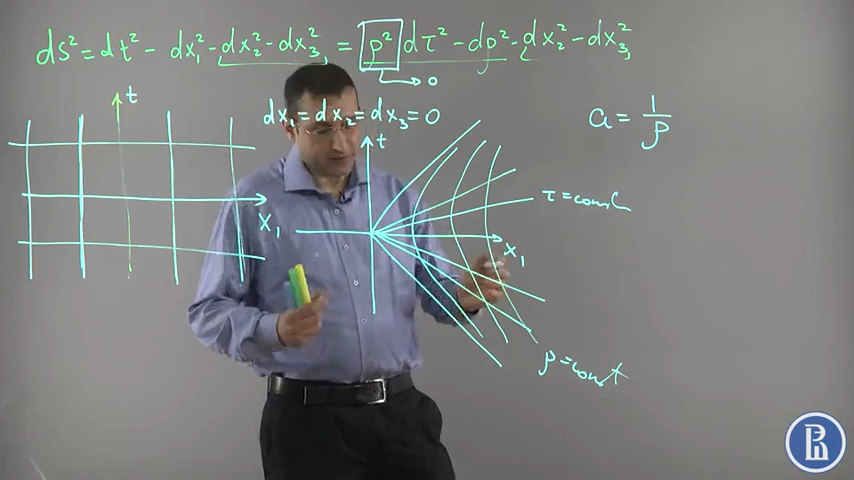 ds² = dt² - dx₁² - dx₂² - dx₃² = ρ² dτ² - dρ² - dx₂² - dx₃²
→ 0
dx₁ = dx₂ = dx₃ = 0
a = 1/ρ
t
t
τ = const
x₁
x₁
ρ = const